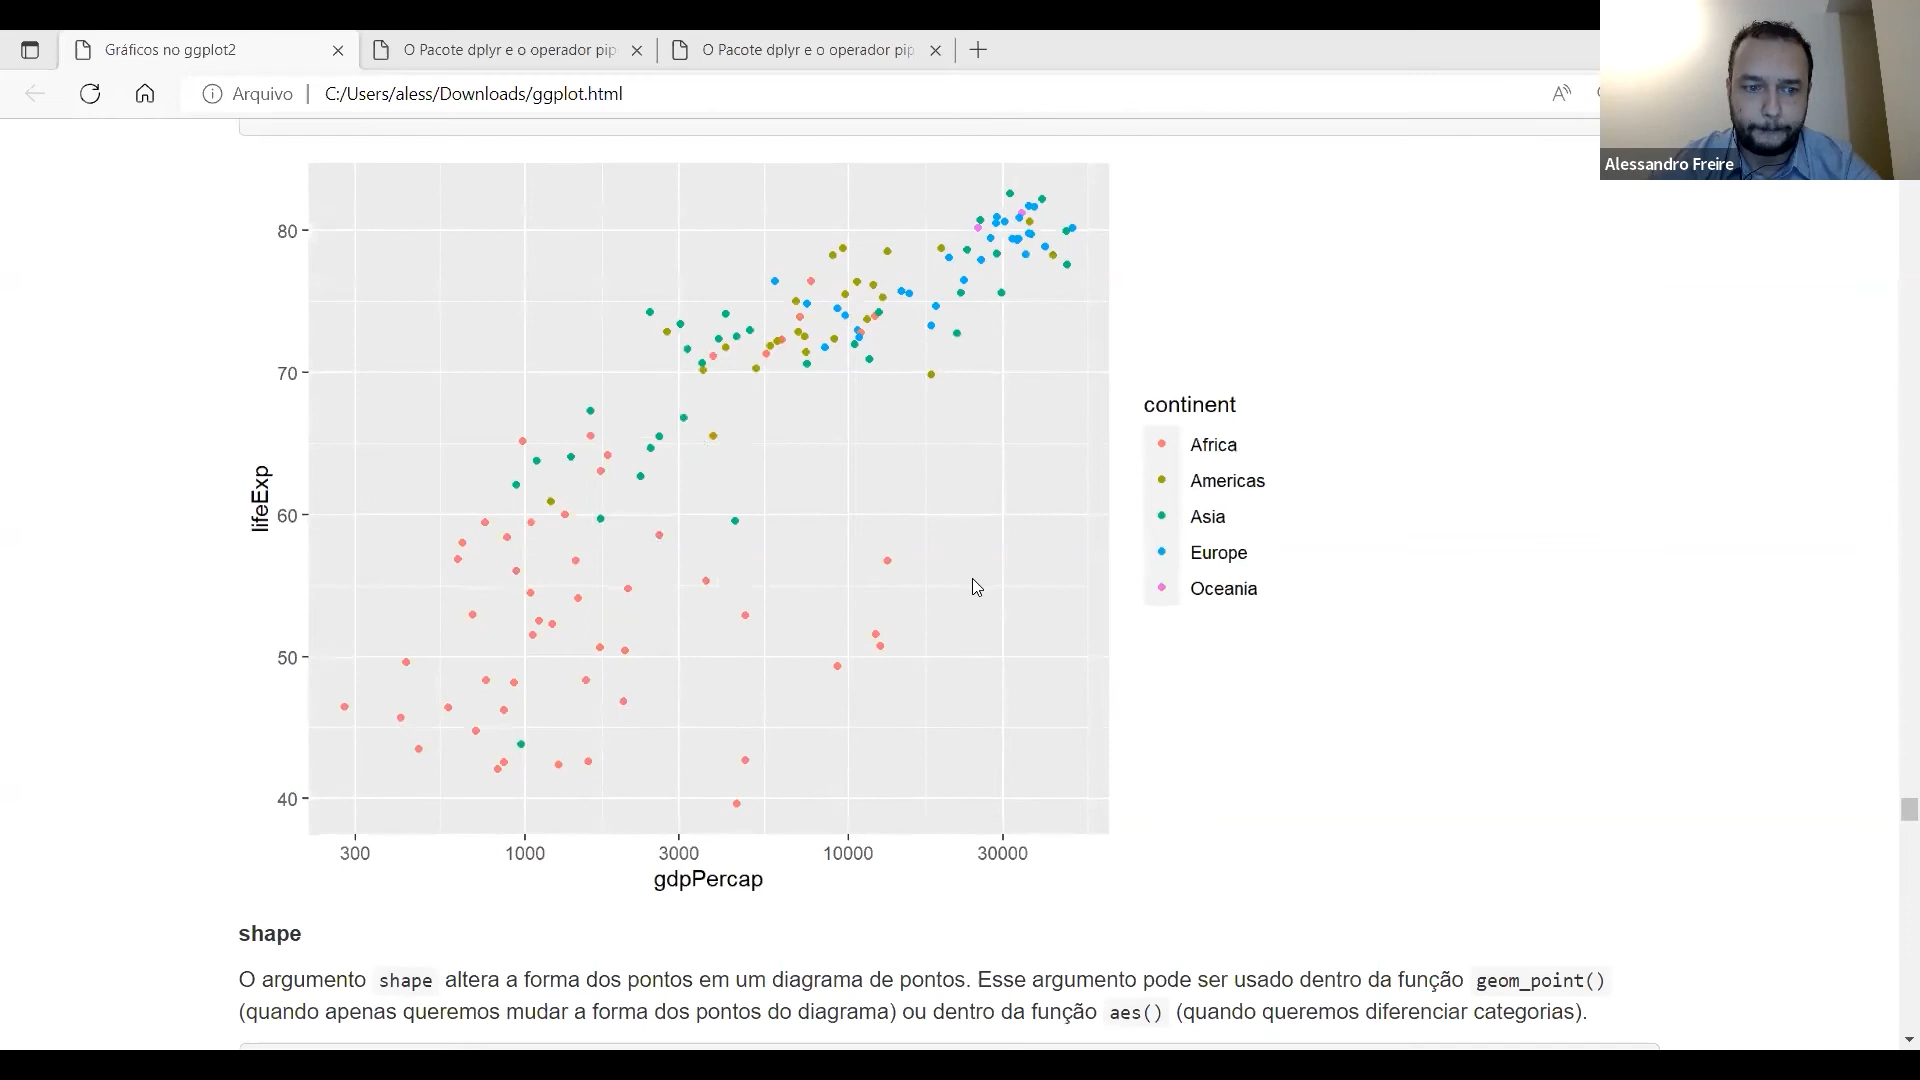 Gráficos no ggplot2
O Pacote dplyr e o operador pip
O Pacote dplyr e o operador pip
Arquivo
C:/Users/aless/Downloads/ggplot.html
Alessandro Freire
80
70
60
50
40
lifeExp
300
1000
3000
10000
30000
gdpPercap
continent
Africa
Americas
Asia
Europe
Oceania
shape
O argumento shape altera a forma dos pontos em um diagrama de pontos. Esse argumento pode ser usado dentro da função geom_point()
(quando apenas queremos mudar a forma dos pontos do diagrama) ou dentro da função aes() (quando queremos diferenciar categorias).